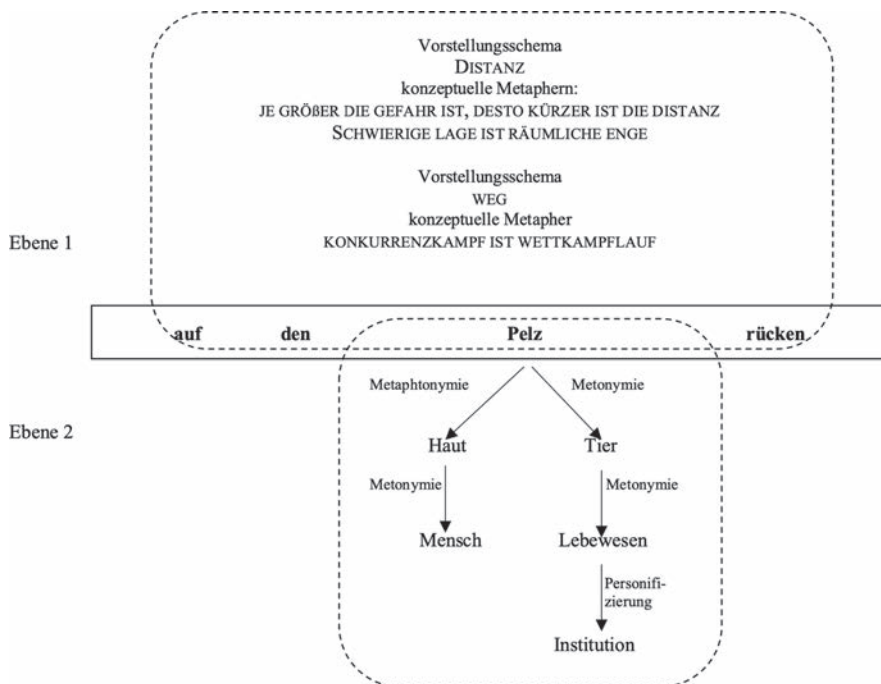 Vorstellungsschema
DISTANZ
konzeptuelle Metaphern:
JE GRÖßER DIE GEFAHR IST, DESTO KÜRZER IST DIE DISTANZ
SCHWIERIGE LAGE IST RÄUMLICHE ENGE
Vorstellungsschema
WEG
konzeptuelle Metapher
KONKURRENZKAMPF IST WETTKAMPFLAUF
Ebene 1
auf den Pelz rücken
Metaphtonymie Metonymie
Ebene 2
Haut Tier
Metonymie Metonymie
Mensch Lebewesen
Personifi-
zierung
Institution